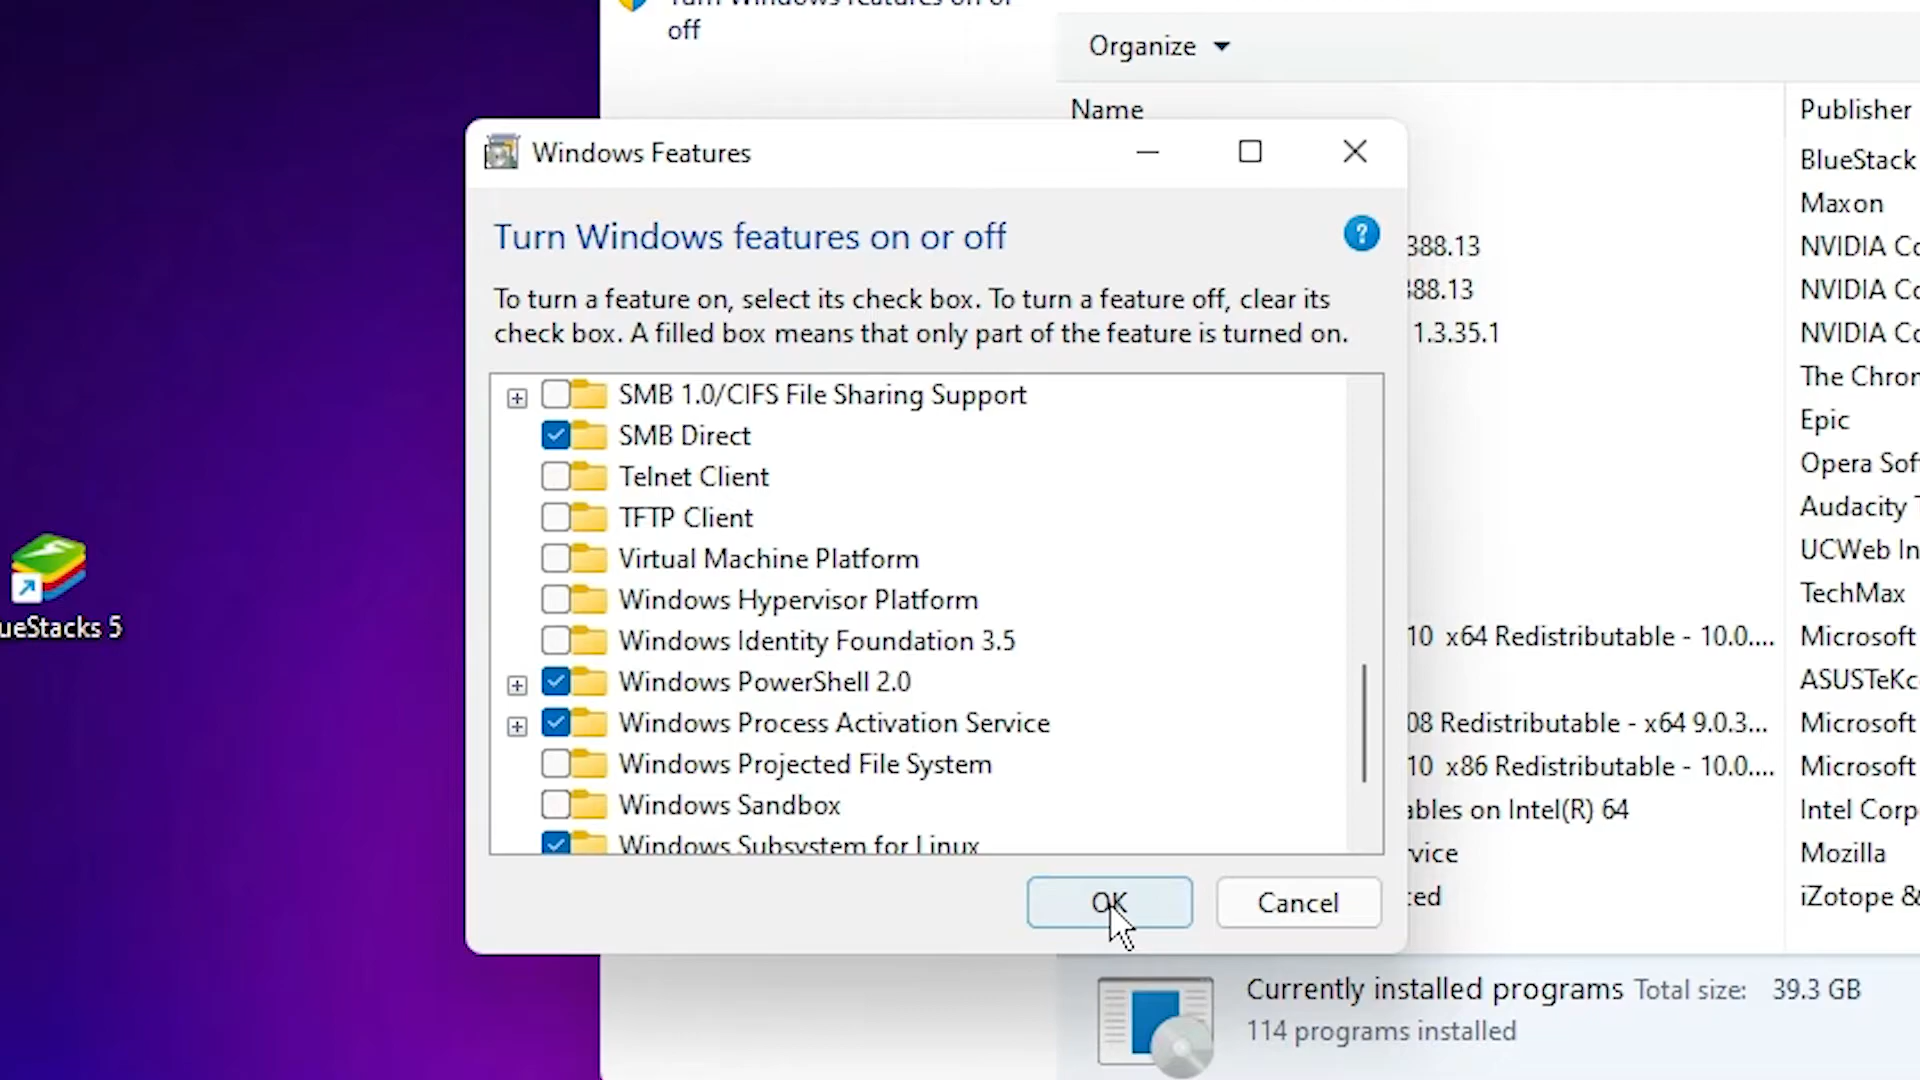 Turn Windows features on or
off
Organize
Name
Publisher
Windows Features
Turn Windows features on or off
To turn a feature on, select its check box. To turn a feature off, clear its
check box. A filled box means that only part of the feature is turned on.
SMB 1.0/CIFS File Sharing Support
SMB Direct
Telnet Client
TFTP Client
Virtual Machine Platform
Windows Hypervisor Platform
Windows Identity Foundation 3.5
Windows PowerShell 2.0
Windows Process Activation Service
Windows Projected File System
Windows Sandbox
Windows Subsystem for Linux
OK
Cancel
BlueStack
Maxon
388.13 NVIDIA Co
388.13 NVIDIA Co
1.3.35.1 NVIDIA Co
The Chron
Epic
Opera Soft
Audacity T
UCWeb In
TechMax
10 x64 Redistributable - 10.0.... Microsoft
ASUSTeKc
08 Redistributable - x64 9.0.3... Microsoft
10 x86 Redistributable - 10.0.... Microsoft
ables on Intel(R) 64 Intel Corp
vice Mozilla
ted iZotope &
Currently installed programs Total size: 39.3 GB
114 programs installed
ueStacks 5